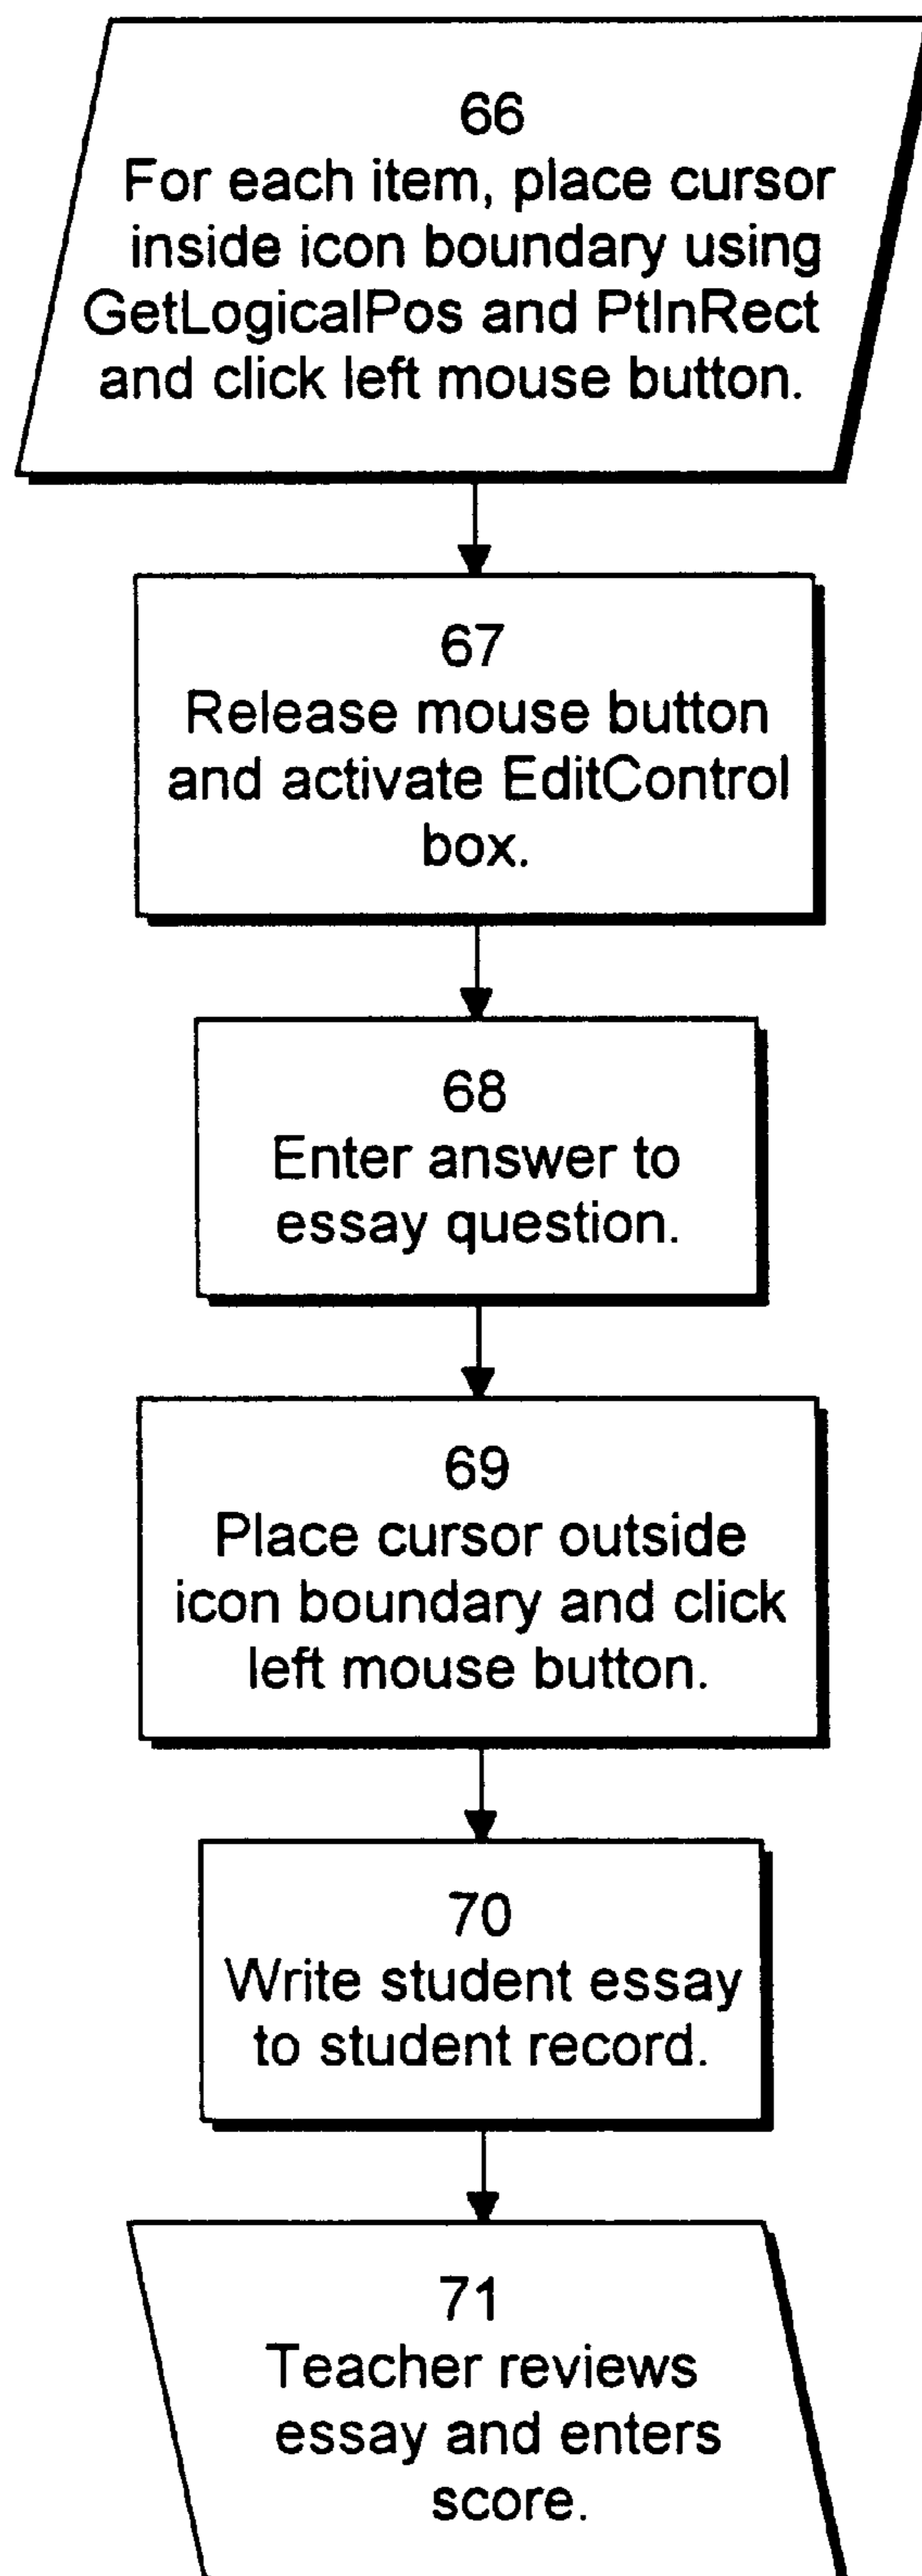 66
For each item, place cursor
inside icon boundary using
GetLogicalPos and PtInRect
and click left mouse button.
67
Release mouse button
and activate EditControl
box.
68
Enter answer to
essay question.
69
Place cursor outside
icon boundary and click
left mouse button.
70
Write student essay
to student record.
71
Teacher reviews
essay and enters
score.